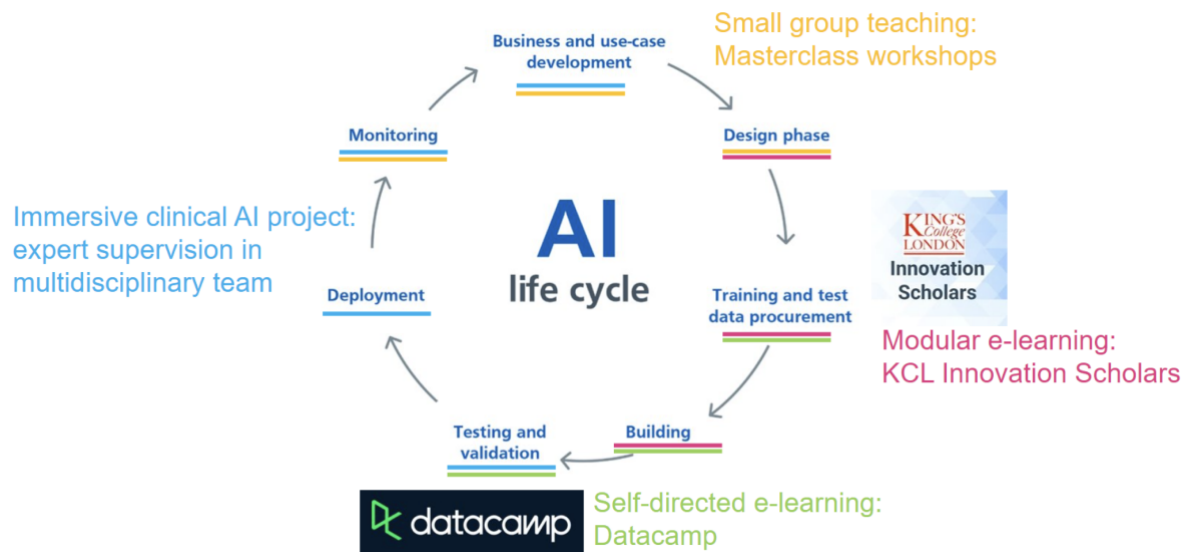 Small group teaching:
Masterclass workshops
Business and use-case
development
Monitoring
Design phase
Immersive clinical AI project:
expert supervision in
multidisciplinary team
AI
life cycle
KING'S
College
LONDON
Innovation
Scholars
Deployment
Training and test
data procurement
Modular e-learning:
KCL Innovation Scholars
Testing and
validation
Building
datacamp
Self-directed e-learning:
Datacamp